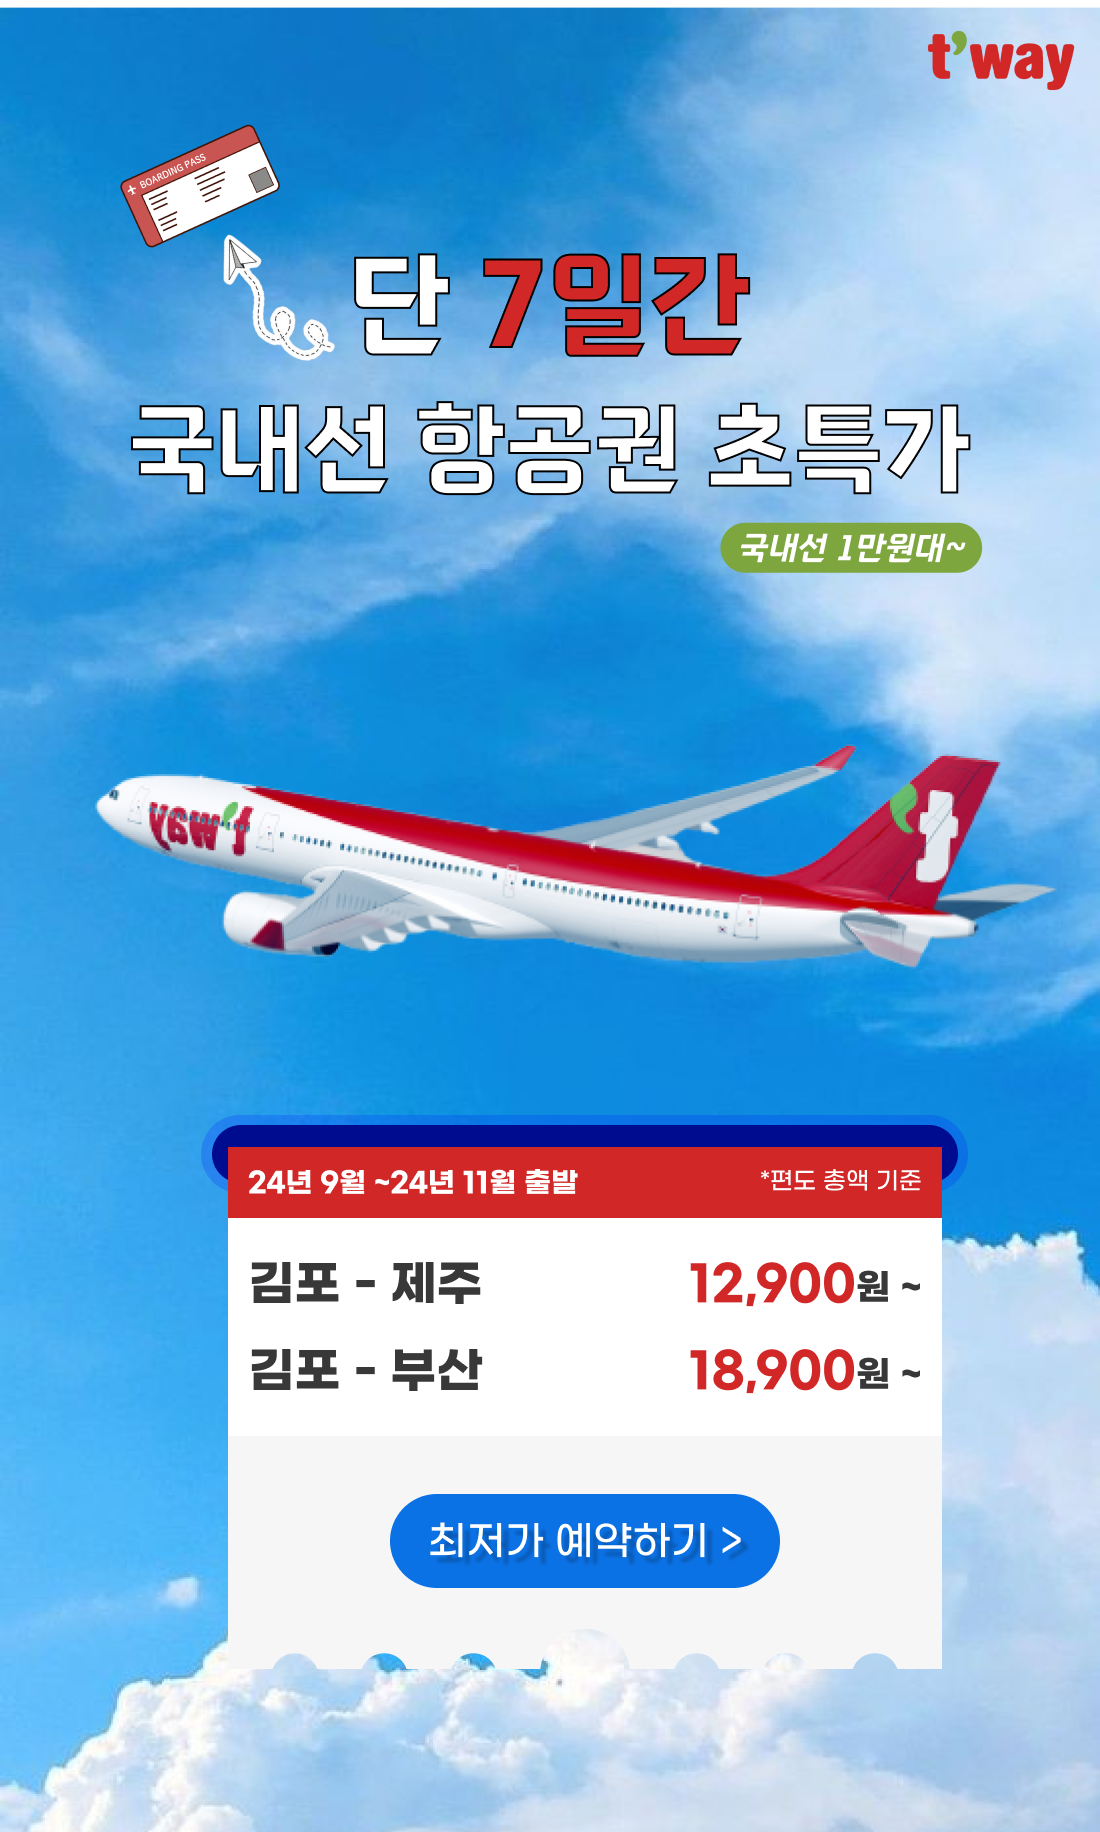 t'way
BOARDING PASS
단 7일간
국내선 항공권 초특가
국내선 1만원대~
t'way
t'
24년 9월 ~24년 11월 출발
*편도 총액 기준
김포 - 제주
12,900원 ~
김포 - 부산
18,900원 ~
최저가 예약하기 >